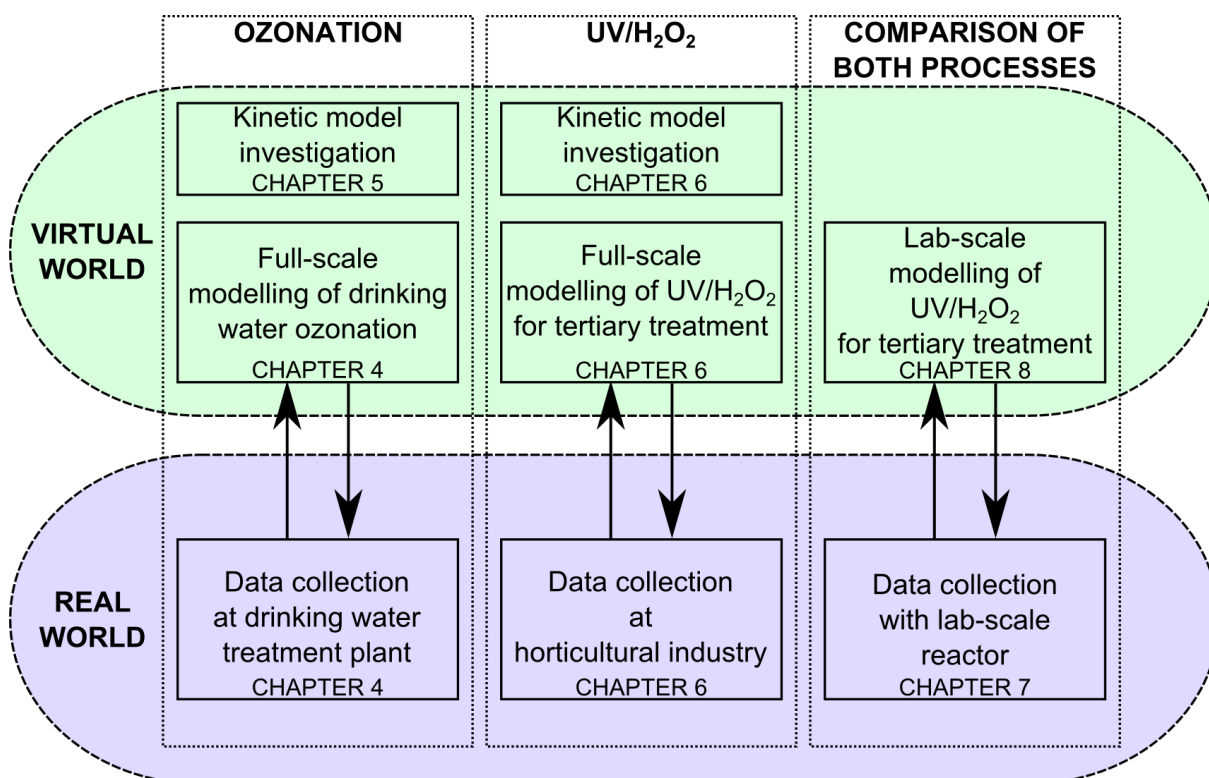 OZONATION
UV/H₂O₂
COMPARISON OF
BOTH PROCESSES
VIRTUAL
WORLD
Kinetic model
investigation
CHAPTER 5
Kinetic model
investigation
CHAPTER 6
Full-scale
modelling of drinking
water ozonation
CHAPTER 4
Full-scale
modelling of UV/H₂O₂
for tertiary treatment
CHAPTER 6
Lab-scale
modelling of
UV/H₂O₂
for tertiary treatment
CHAPTER 8
REAL
WORLD
Data collection
at drinking water
treatment plant
CHAPTER 4
Data collection
at
horticultural industry
CHAPTER 6
Data collection
with lab-scale
reactor
CHAPTER 7